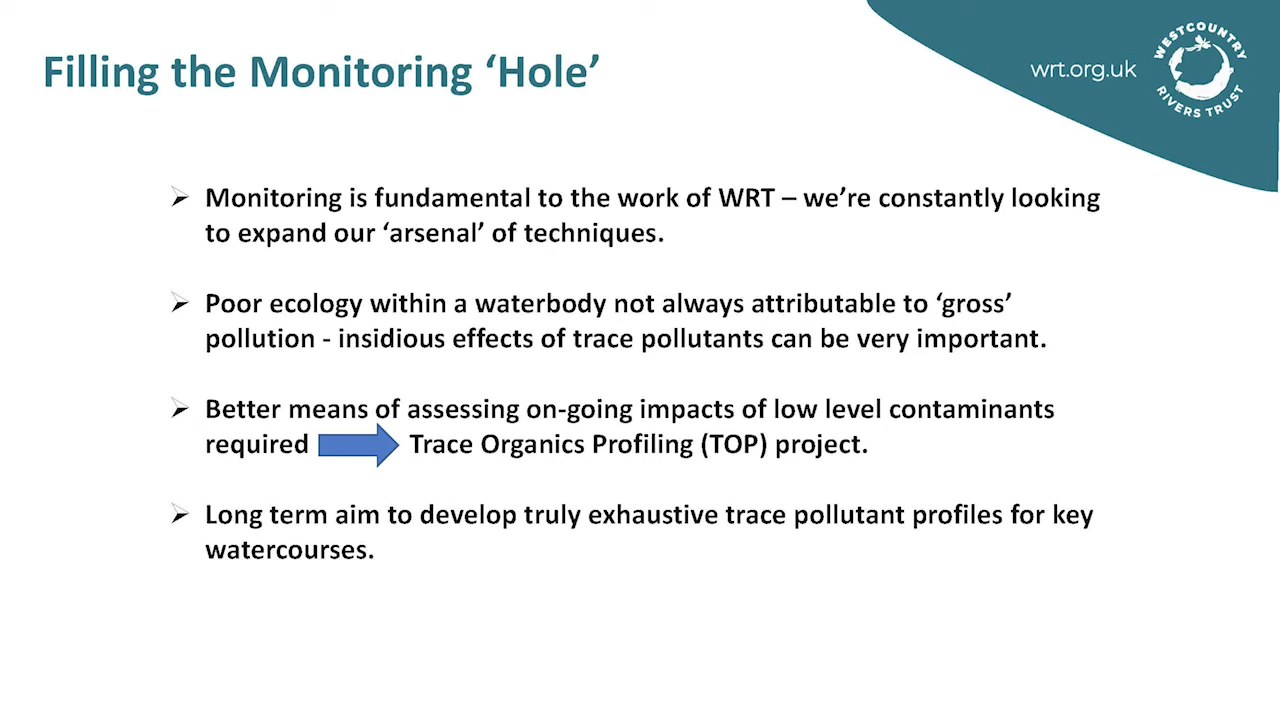 Filling the Monitoring ‘Hole’
wrt.org.uk
WESTCOUNTRY
RIVERS TRUST
Monitoring is fundamental to the work of WRT – we’re constantly looking
to expand our ‘arsenal’ of techniques.
Poor ecology within a waterbody not always attributable to ‘gross’
pollution - insidious effects of trace pollutants can be very important.
Better means of assessing on-going impacts of low level contaminants
required Trace Organics Profiling (TOP) project.
Long term aim to develop truly exhaustive trace pollutant profiles for key
watercourses.